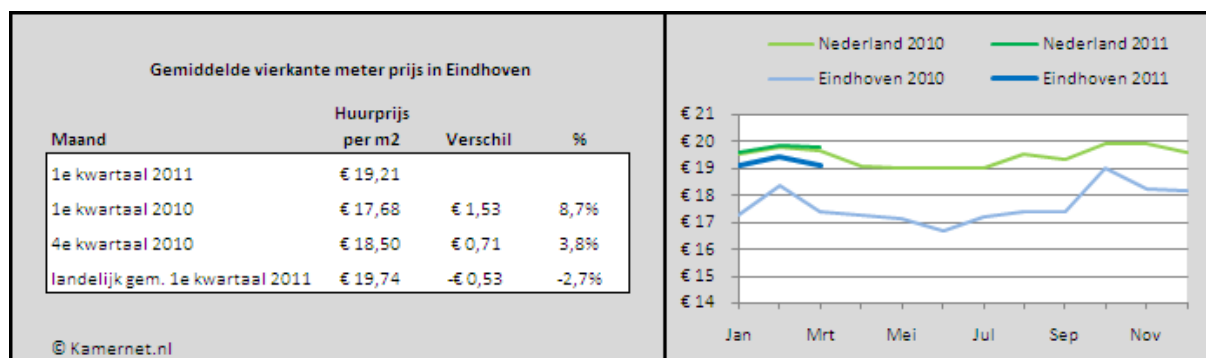 Gemiddelde vierkante meter prijs in Eindhoven
Huurprijs
Maand per m2 Verschil %
1e kwartaal 2011 € 19,21
1e kwartaal 2010 € 17,68 € 1,53 8,7%
4e kwartaal 2010 € 18,50 € 0,71 3,8%
landelijk gem. 1e kwartaal 2011 € 19,74 -€ 0,53 -2,7%
© Kamernet.nl
Nederland 2010 Nederland 2011
Eindhoven 2010 Eindhoven 2011
€ 21
€ 20
€ 19
€ 18
€ 17
€ 16
€ 15
€ 14
Jan Mrt Mei Jul Sep Nov